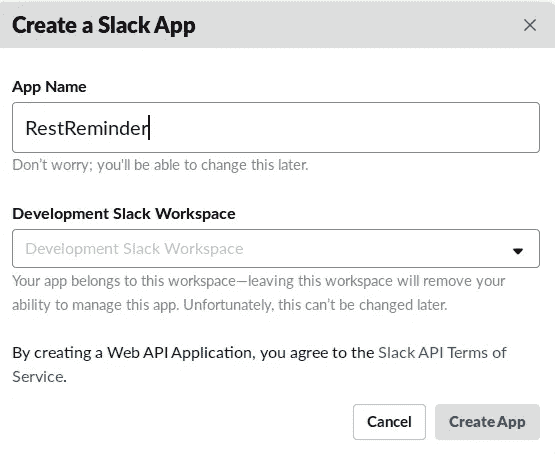 Create a Slack App
App Name
RestReminder
Don’t worry; you'll be able to change this later.
Development Slack Workspace
Development Slack Workspace
Your app belongs to this workspace—leaving this workspace will remove your
ability to manage this app. Unfortunately, this can’t be changed later.
By creating a Web API Application, you agree to the Slack API Terms of
Service.
Cancel
Create App